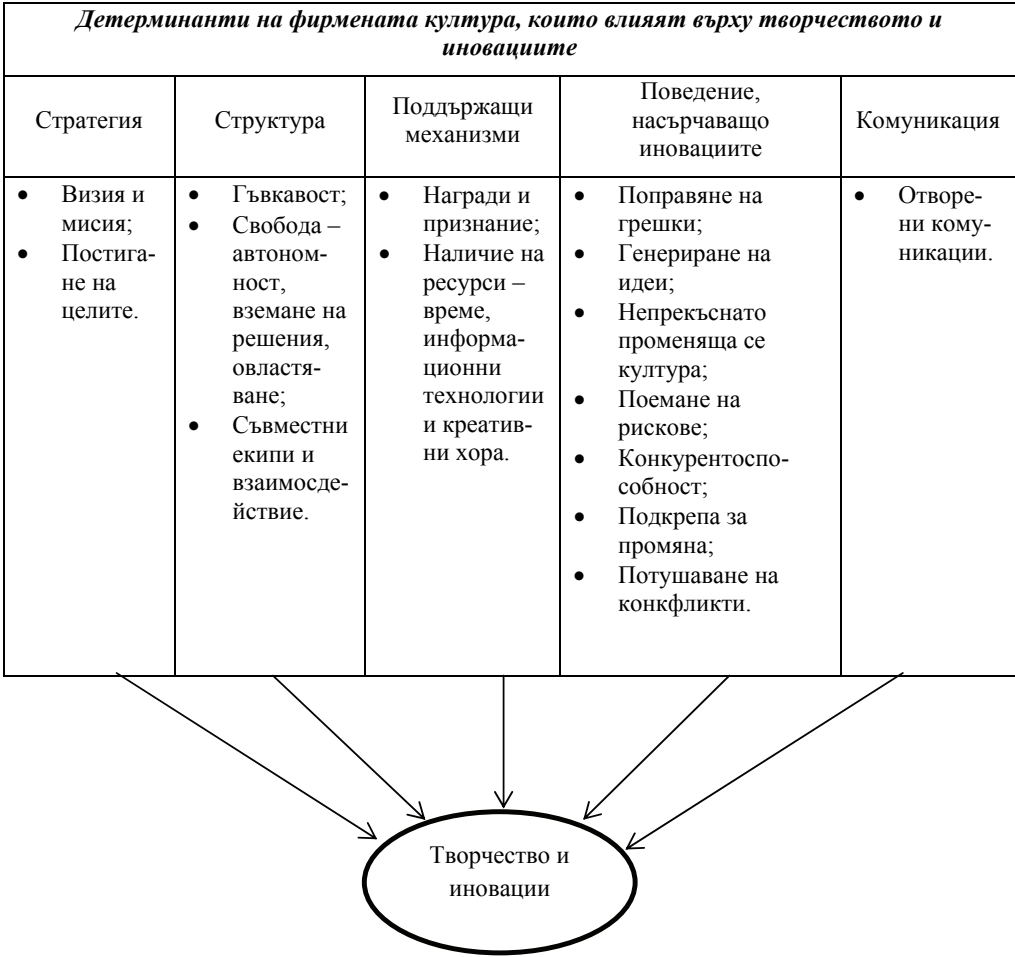 Детерминанти на фирмената култура, които влияят върху творчеството и
иновациите
Стратегия
Структура
Поддържащи
механизми
Поведение,
насърчаващо
иновациите
Комуникация
• Визия и
мисия;
• Постига-
не на
целите.
• Гъвкавост;
• Свобода –
автоном-
ност,
вземане на
решения,
овластя-
ване;
• Съвместни
екипи и
взаимосде-
йствие.
• Награди и
признание;
• Наличие на
ресурси –
време,
информа-
ционни
технологии
и креатив-
ни хора.
• Поправяне на
грешки;
• Генериране на
идеи;
• Непрекъснато
променяща се
култура;
• Поемане на
рискове;
• Конкурентоспо-
собност;
• Подкрепа за
промяна;
• Потушаване на
конкфликти.
• Отворе-
ни кому-
никации.
Творчество и
иновации